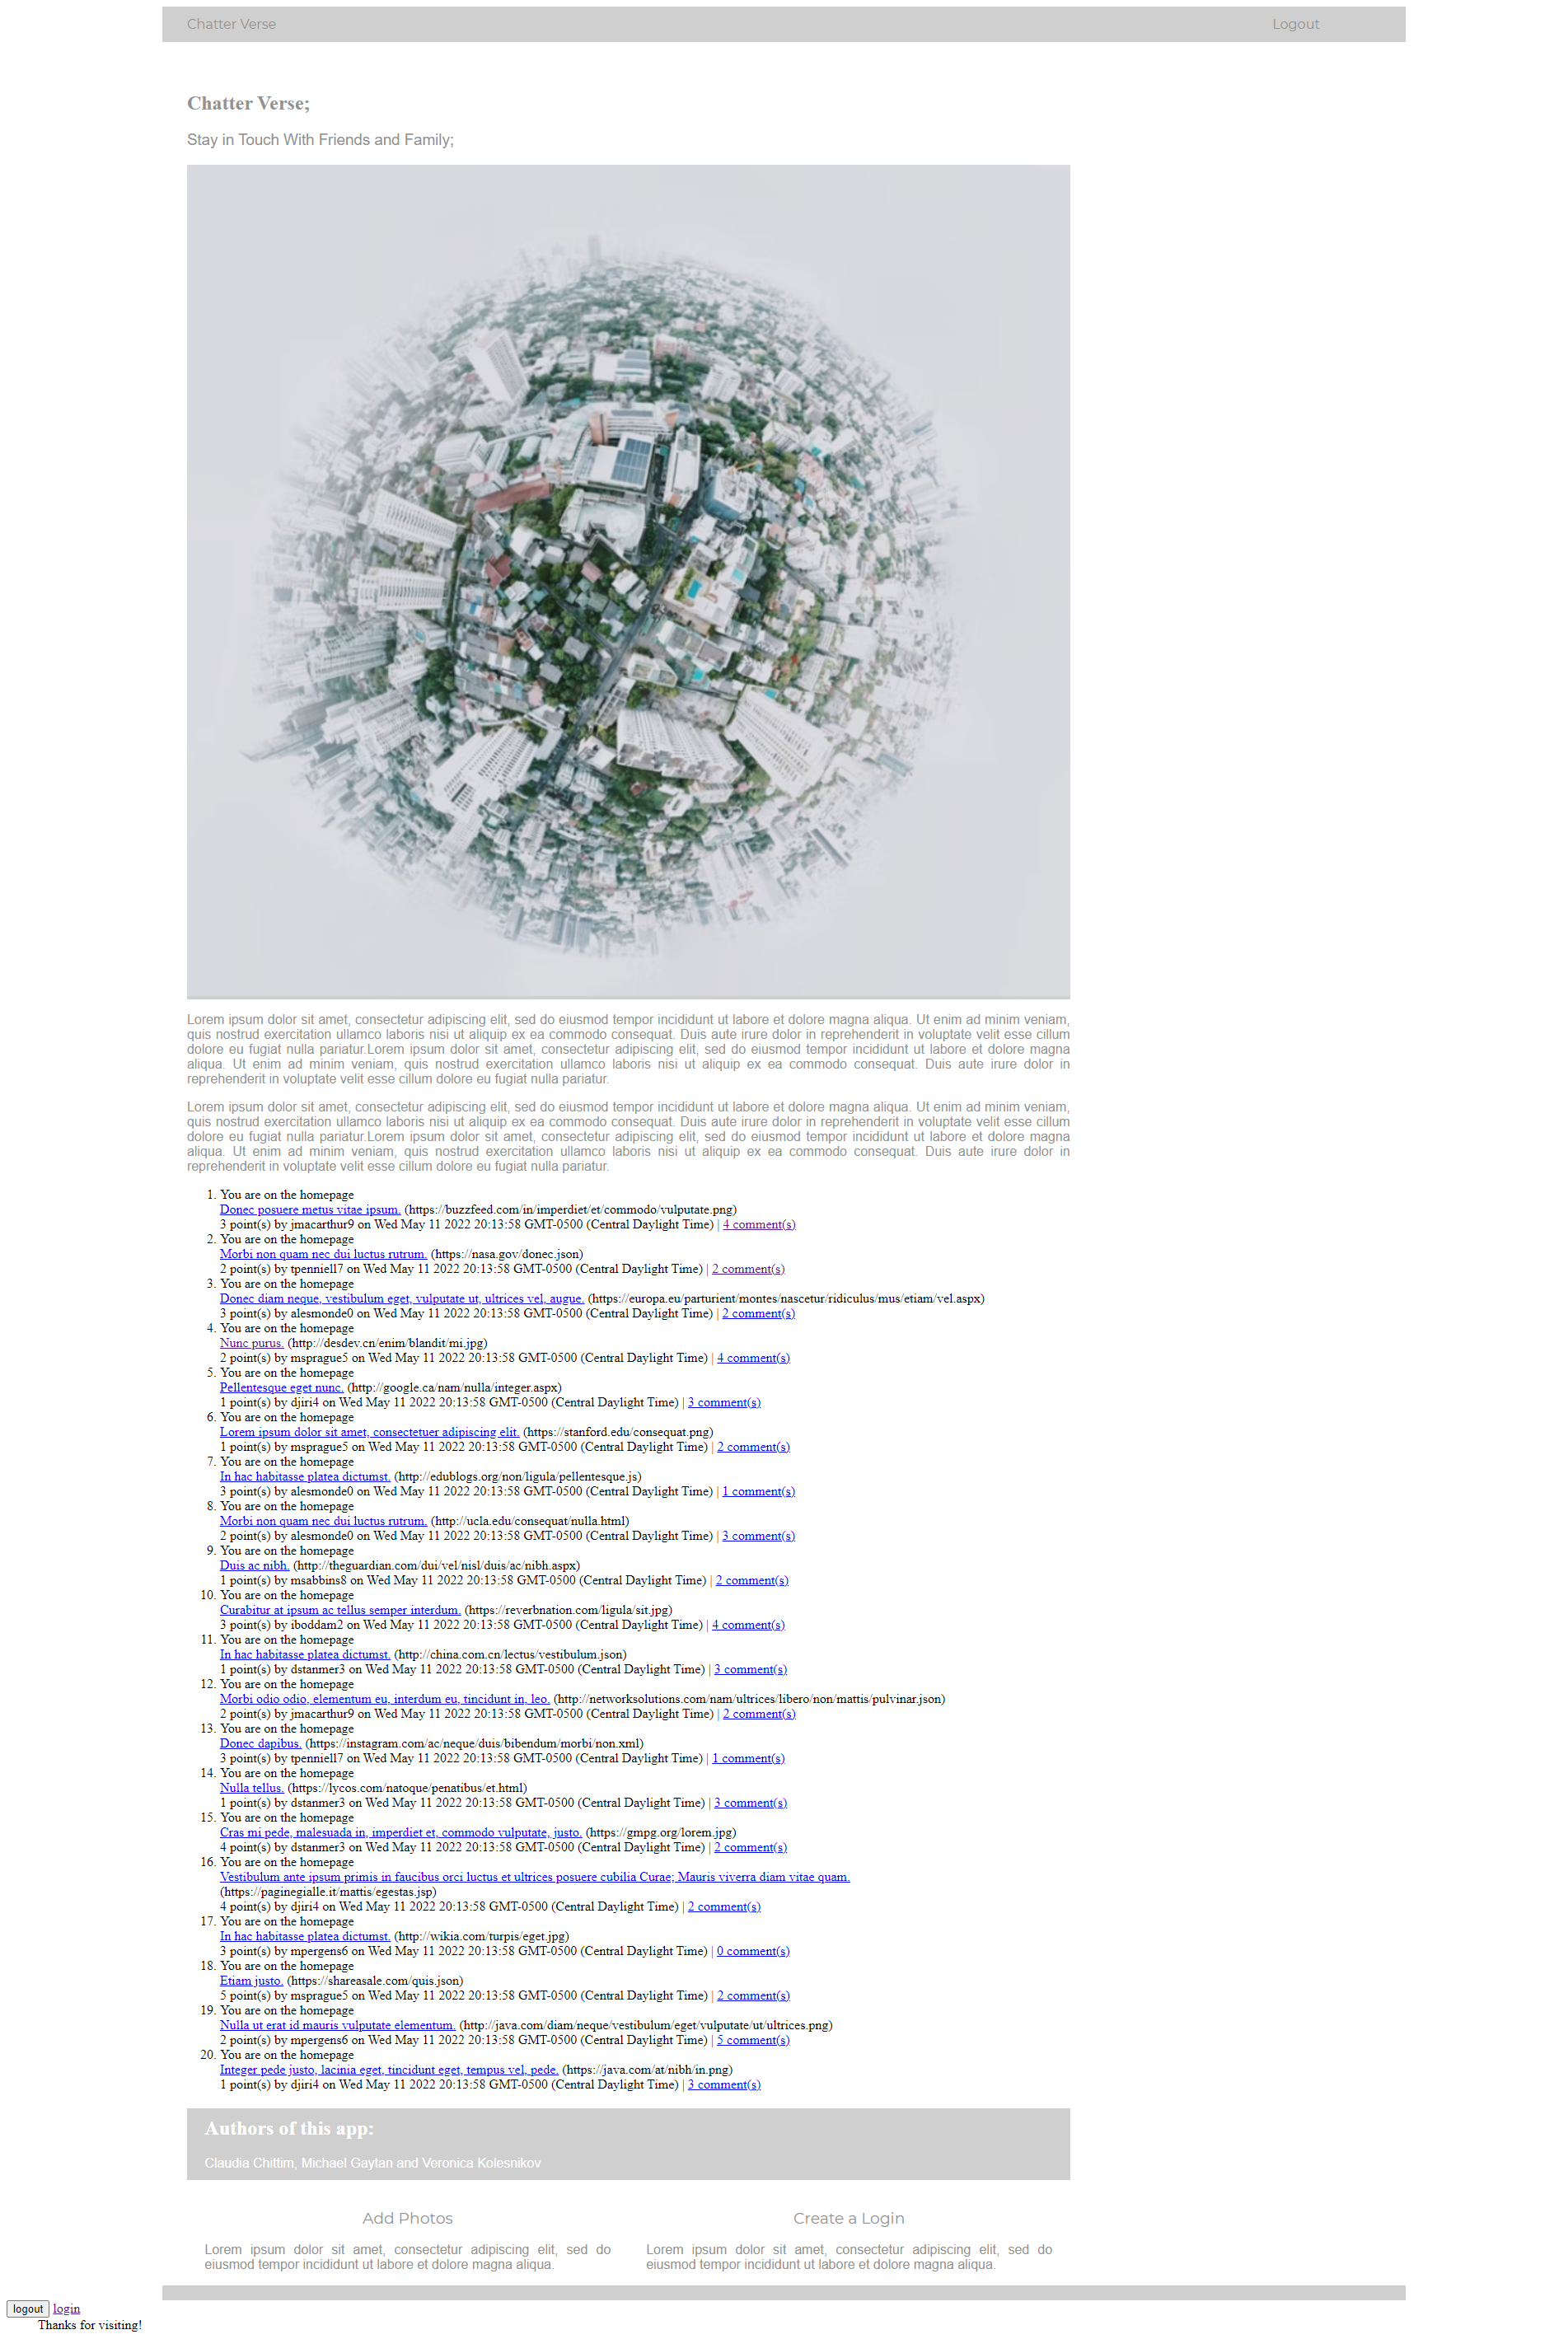 Chatter Verse
Logout
Chatter Verse;
Stay in Touch With Friends and Family;
Lorem ipsum dolor sit amet, consectetur adipiscing elit, sed do eiusmod tempor incididunt ut labore et dolore magna aliqua. Ut enim ad minim veniam,
quis nostrud exercitation ullamco laboris nisi ut aliquip ex ea commodo consequat. Duis aute irure dolor in reprehenderit in voluptate velit esse cillum
dolore eu fugiat nulla pariatur.Lorem ipsum dolor sit amet, consectetur adipiscing elit, sed do eiusmod tempor incididunt ut labore et dolore magna
aliqua. Ut enim ad minim veniam, quis nostrud exercitation ullamco laboris nisi ut aliquip ex ea commodo consequat. Duis aute irure dolor in
reprehenderit in voluptate velit esse cillum dolore eu fugiat nulla pariatur.
Lorem ipsum dolor sit amet, consectetur adipiscing elit, sed do eiusmod tempor incididunt ut labore et dolore magna aliqua. Ut enim ad minim veniam,
quis nostrud exercitation ullamco laboris nisi ut aliquip ex ea commodo consequat. Duis aute irure dolor in reprehenderit in voluptate velit esse cillum
dolore eu fugiat nulla pariatur.Lorem ipsum dolor sit amet, consectetur adipiscing elit, sed do eiusmod tempor incididunt ut labore et dolore magna
aliqua. Ut enim ad minim veniam, quis nostrud exercitation ullamco laboris nisi ut aliquip ex ea commodo consequat. Duis aute irure dolor in
reprehenderit in voluptate velit esse cillum dolore eu fugiat nulla pariatur.
1. You are on the homepage
Donec posuere metus vitae ipsum. (https://buzzfeed.com/in/imperdiet/et/commodo/vulputate.png)
3 point(s) by jmacarthur9 on Wed May 11 2022 20:13:58 GMT-0500 (Central Daylight Time) | 4 comment(s)
2. You are on the homepage
Morbi non quam nec dui luctus rutrum. (https://nasa.gov/donec.json)
2 point(s) by tpenniell7 on Wed May 11 2022 20:13:58 GMT-0500 (Central Daylight Time) | 2 comment(s)
3. You are on the homepage
Donec diam neque, vestibulum eget, vulputate ut, ultrices vel, augue. (https://europa.eu/parturient/montes/nascetur/ridiculus/mus/etiam/vel.aspx)
3 point(s) by alesmonde0 on Wed May 11 2022 20:13:58 GMT-0500 (Central Daylight Time) | 2 comment(s)
4. You are on the homepage
Nunc purus. (http://desdev.cn/enim/blandit/mi.jpg)
2 point(s) by msprague5 on Wed May 11 2022 20:13:58 GMT-0500 (Central Daylight Time) | 4 comment(s)
5. You are on the homepage
Pellentesque eget nunc. (http://google.ca/nam/nulla/integer.aspx)
1 point(s) by djiri4 on Wed May 11 2022 20:13:58 GMT-0500 (Central Daylight Time) | 3 comment(s)
6. You are on the homepage
Lorem ipsum dolor sit amet, consectetuer adipiscing elit. (https://stanford.edu/consequat.png)
1 point(s) by msprague5 on Wed May 11 2022 20:13:58 GMT-0500 (Central Daylight Time) | 2 comment(s)
7. You are on the homepage
In hac habitasse platea dictumst. (http://edublogs.org/non/ligula/pellentesque.js)
3 point(s) by alesmonde0 on Wed May 11 2022 20:13:58 GMT-0500 (Central Daylight Time) | 1 comment(s)
8. You are on the homepage
Morbi non quam nec dui luctus rutrum. (http://ucla.edu/consequat/nulla.html)
2 point(s) by alesmonde0 on Wed May 11 2022 20:13:58 GMT-0500 (Central Daylight Time) | 3 comment(s)
9. You are on the homepage
Duis ac nibh. (http://theguardian.com/dui/vel/nisl/duis/ac/nibh.aspx)
1 point(s) by msabbins8 on Wed May 11 2022 20:13:58 GMT-0500 (Central Daylight Time) | 2 comment(s)
10. You are on the homepage
Curabitur at ipsum ac tellus semper interdum. (https://reverbnation.com/ligula/sit.jpg)
3 point(s) by iboddam2 on Wed May 11 2022 20:13:58 GMT-0500 (Central Daylight Time) | 4 comment(s)
11. You are on the homepage
In hac habitasse platea dictumst. (http://china.com.cn/lectus/vestibulum.json)
1 point(s) by dstanmer3 on Wed May 11 2022 20:13:58 GMT-0500 (Central Daylight Time) | 3 comment(s)
12. You are on the homepage
Morbi odio odio, elementum eu, interdum eu, tincidunt in, leo. (http://networksolutions.com/nam/ultrices/libero/non/mattis/pulvinar.json)
2 point(s) by jmacarthur9 on Wed May 11 2022 20:13:58 GMT-0500 (Central Daylight Time) | 2 comment(s)
13. You are on the homepage
Donec dapibus. (https://instagram.com/ac/neque/duis/bibendum/morbi/non.xml)
3 point(s) by tpenniell7 on Wed May 11 2022 20:13:58 GMT-0500 (Central Daylight Time) | 1 comment(s)
14. You are on the homepage
Nulla tellus. (https://lycos.com/natoque/penatibus/et.html)
1 point(s) by dstanmer3 on Wed May 11 2022 20:13:58 GMT-0500 (Central Daylight Time) | 3 comment(s)
15. You are on the homepage
Cras mi pede, malesuada in, imperdiet et, commodo vulputate, justo. (https://gmpg.org/lorem.jpg)
4 point(s) by dstanmer3 on Wed May 11 2022 20:13:58 GMT-0500 (Central Daylight Time) | 2 comment(s)
16. You are on the homepage
Vestibulum ante ipsum primis in faucibus orci luctus et ultrices posuere cubilia Curae; Mauris viverra diam vitae quam.
(https://paginegialle.it/mattis/egestas.jsp)
4 point(s) by djiri4 on Wed May 11 2022 20:13:58 GMT-0500 (Central Daylight Time) | 2 comment(s)
17. You are on the homepage
In hac habitasse platea dictumst. (http://wikia.com/turpis/eget.jpg)
3 point(s) by mpergens6 on Wed May 11 2022 20:13:58 GMT-0500 (Central Daylight Time) | 0 comment(s)
18. You are on the homepage
Etiam justo. (https://shareasale.com/quis.json)
5 point(s) by msprague5 on Wed May 11 2022 20:13:58 GMT-0500 (Central Daylight Time) | 2 comment(s)
19. You are on the homepage
Nulla ut erat id mauris vulputate elementum. (http://java.com/diam/neque/vestibulum/eget/vulputate/ut/ultrices.png)
2 point(s) by mpergens6 on Wed May 11 2022 20:13:58 GMT-0500 (Central Daylight Time) | 5 comment(s)
20. You are on the homepage
Integer pede justo, lacinia eget, tincidunt eget, tempus vel, pede. (https://java.com/at/nibh/in.png)
1 point(s) by djiri4 on Wed May 11 2022 20:13:58 GMT-0500 (Central Daylight Time) | 3 comment(s)
Authors of this app:
Claudia Chittim, Michael Gaytan and Veronica Kolesnikov
Add Photos
Lorem ipsum dolor sit amet, consectetur adipiscing elit, sed do
eiusmod tempor incididunt ut labore et dolore magna aliqua.
Create a Login
Lorem ipsum dolor sit amet, consectetur adipiscing elit, sed do
eiusmod tempor incididunt ut labore et dolore magna aliqua.
logout login
Thanks for visiting!